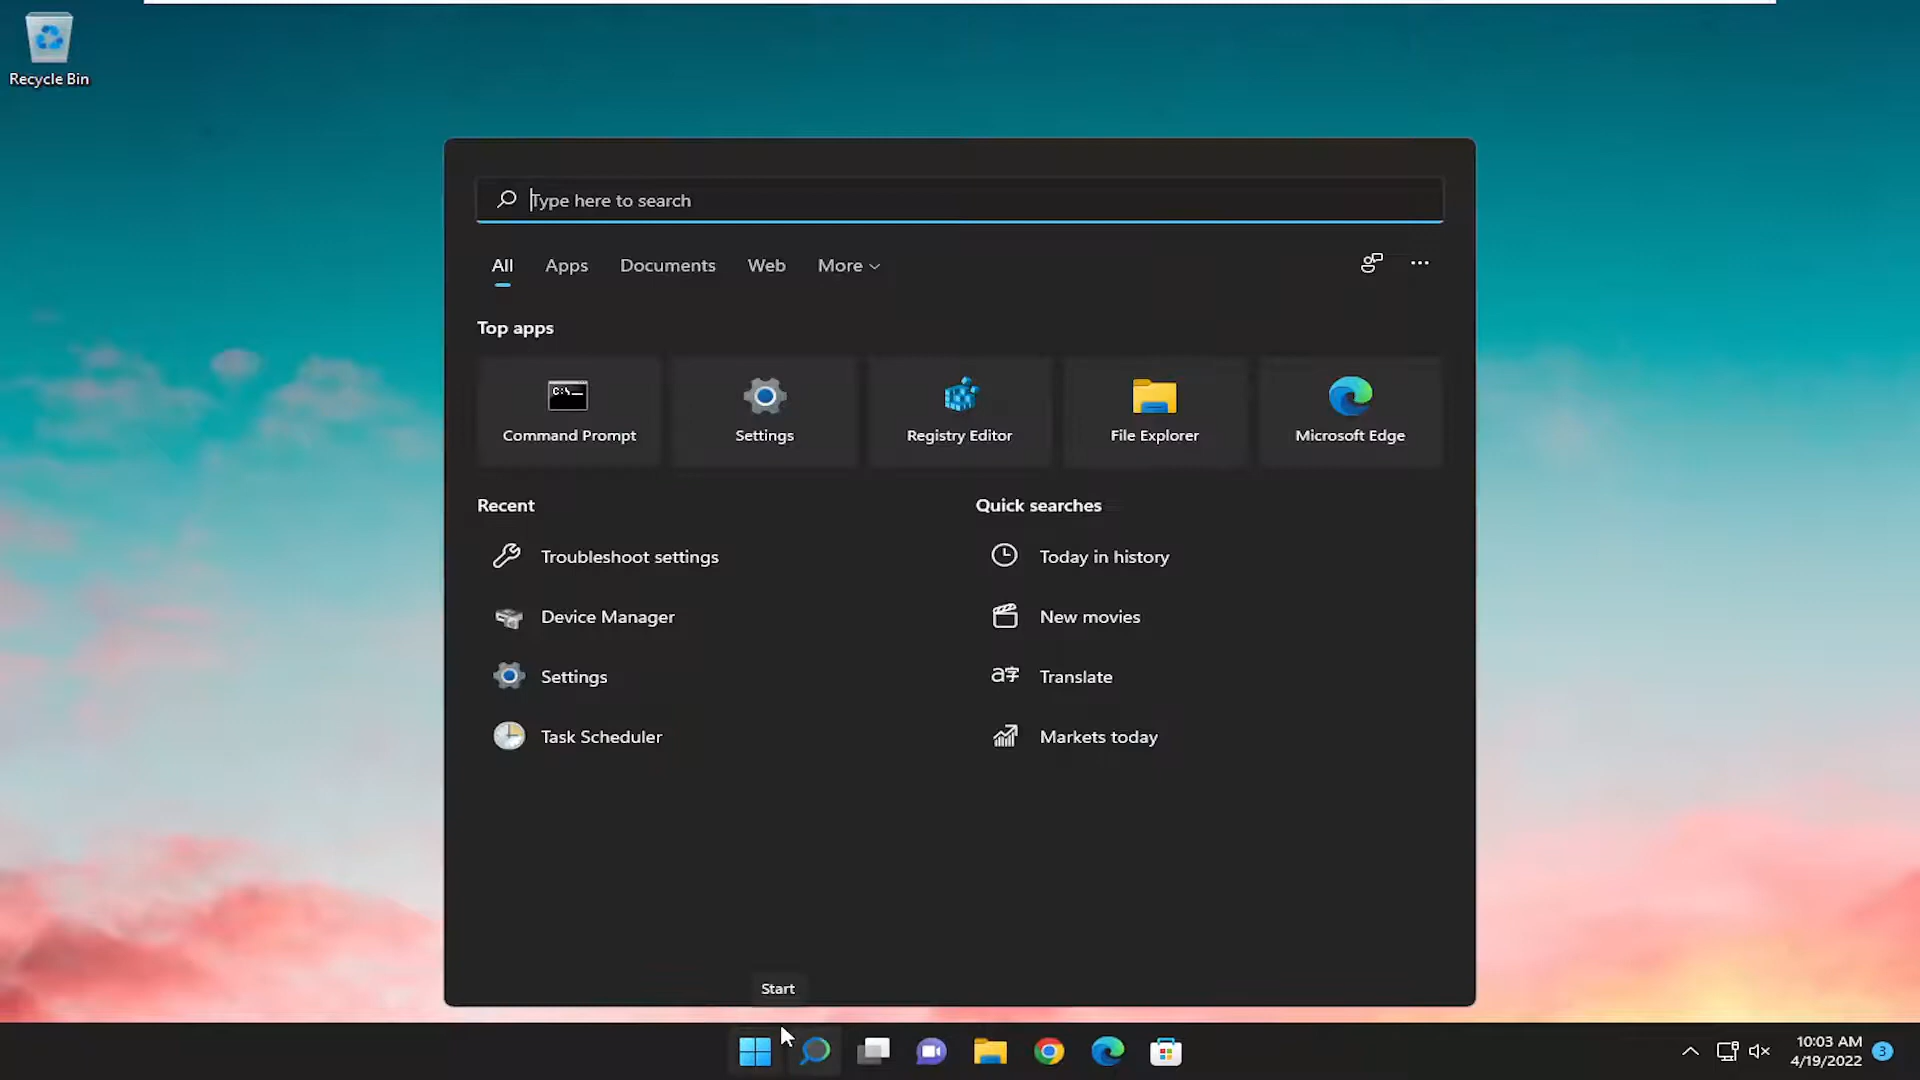 Recycle Bin
Type here to search
All Apps Documents Web More
Top apps
C:\
Command Prompt Settings Registry Editor File Explorer Microsoft Edge
Recent Quick searches
Troubleshoot settings Today in history
Device Manager New movies
Settings Translate
Task Scheduler Markets today
Start
10:03 AM
4/19/2022 3